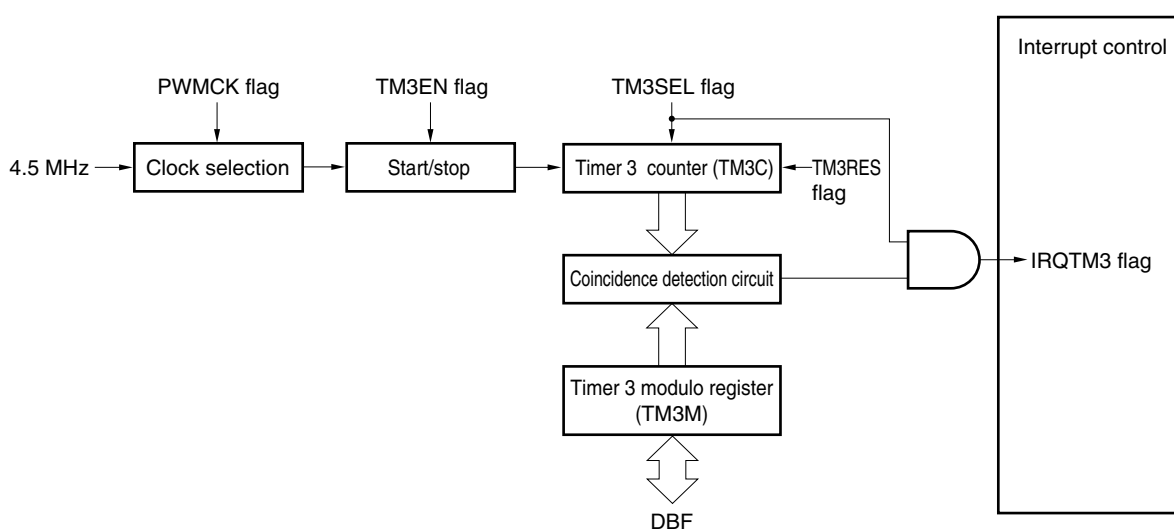 Interrupt control
PWMCK flag
TM3EN flag
TM3SEL flag
4.5 MHz
Clock selection
Start/stop
Timer 3 counter (TM3C)
TM3RES
flag
Coincidence detection circuit
IRQTM3 flag
Timer 3 modulo register
(TM3M)
DBF